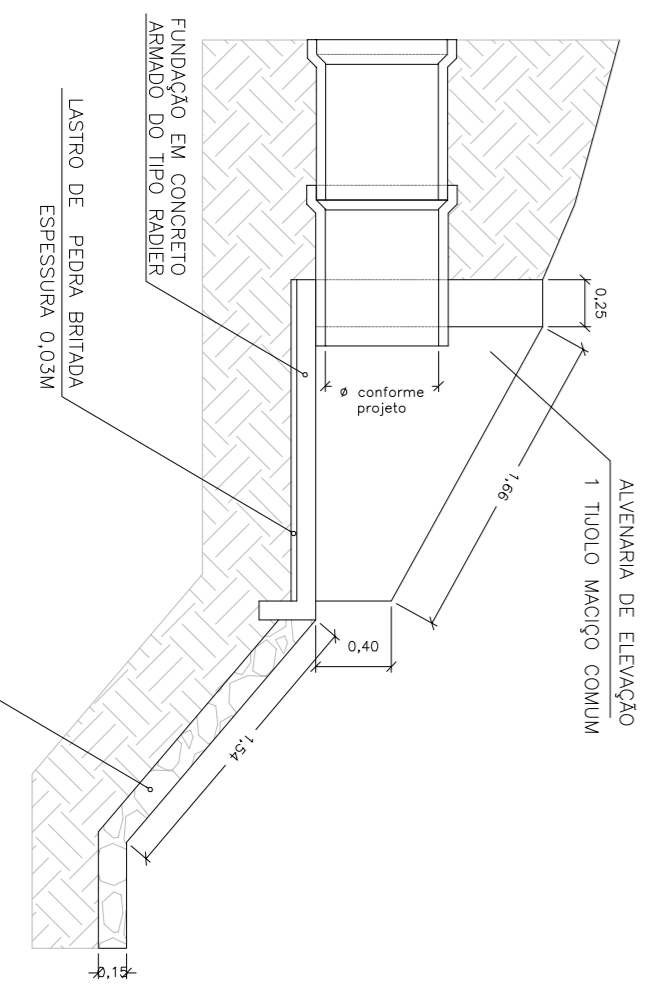 FUNDAÇÃO EM CONCRETO
ARMADO DO TIPO RADIER
LASTRO DE PEDRA BRITADA
ESPESSURA 0,03M
0,25
ø conforme
projeto
1,66
ALVENARIA DE ELEVAÇÃO
1 TIJOLO MACIÇO COMUM
0,40
1,54
0,15